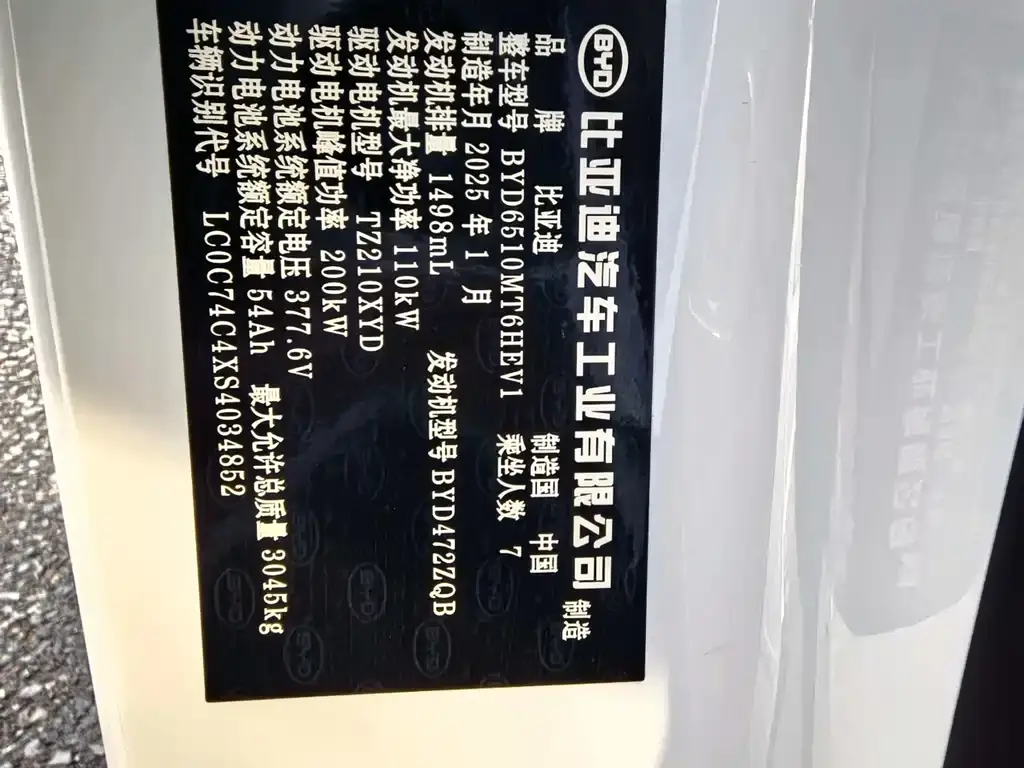 BYD 比亚迪汽车工业有限公司 制造
品牌 比亚迪 制造国 中国
整车型号 BYD6510MT6HEV1 乘坐人数 7
制造年月 2025 年 1 月
发动机排量 1498mL 发动机型号 BYD472ZQB
发动机最大净功率 110kW
驱动电机型号 TZ210XYD
驱动电机峰值功率 200kW
动力电池系统额定电压 377.6V
动力电池系统额定容量 54Ah 最大允许总质量 3045kg
车辆识别代号 LC0C74C4XS4034852